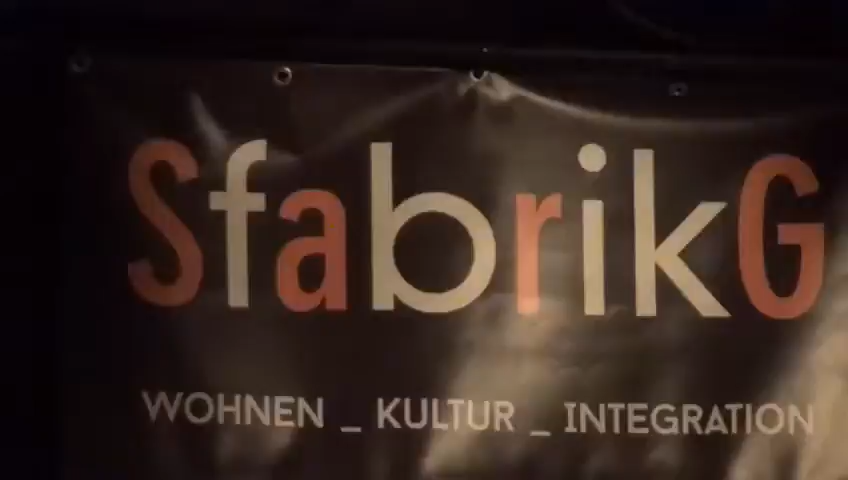 SfabrikG
WOHNEN _ KULTUR _ INTEGRATION